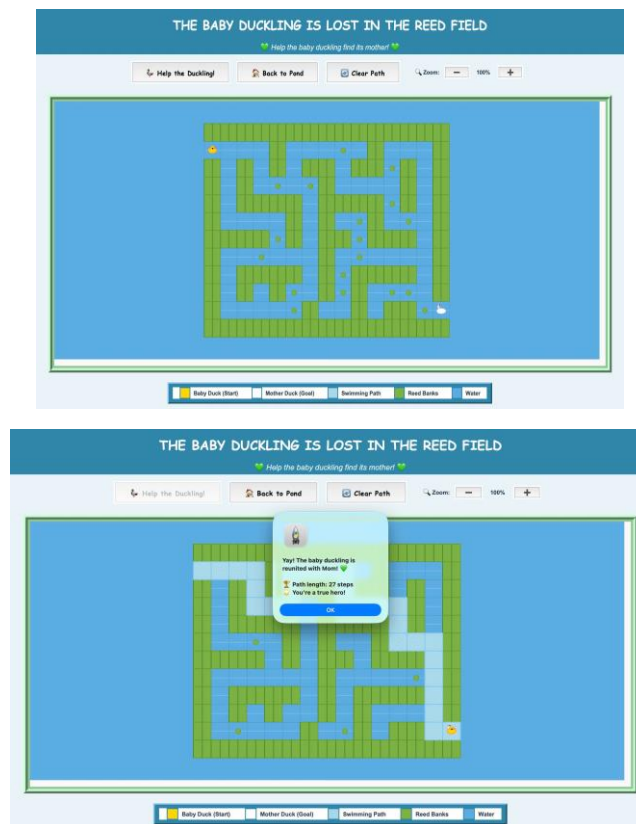 THE BABY DUCKLING IS LOST IN THE REED FIELD
💚 Help the baby duckling find its mother! 💚
Help the Duckling! Back to Pond Clear Path Zoom: − 100% +
Baby Duck (Start) Mother Duck (Goal) Swimming Path Reed Banks Water
THE BABY DUCKLING IS LOST IN THE REED FIELD
💚 Help the baby duckling find its mother! 💚
Help the Duckling! Back to Pond Clear Path Zoom: − 100% +
Yay! The baby duckling is
reunited with Mom! 💚
🏆 Path length: 27 steps
You're a true hero!
OK
Baby Duck (Start) Mother Duck (Goal) Swimming Path Reed Banks Water